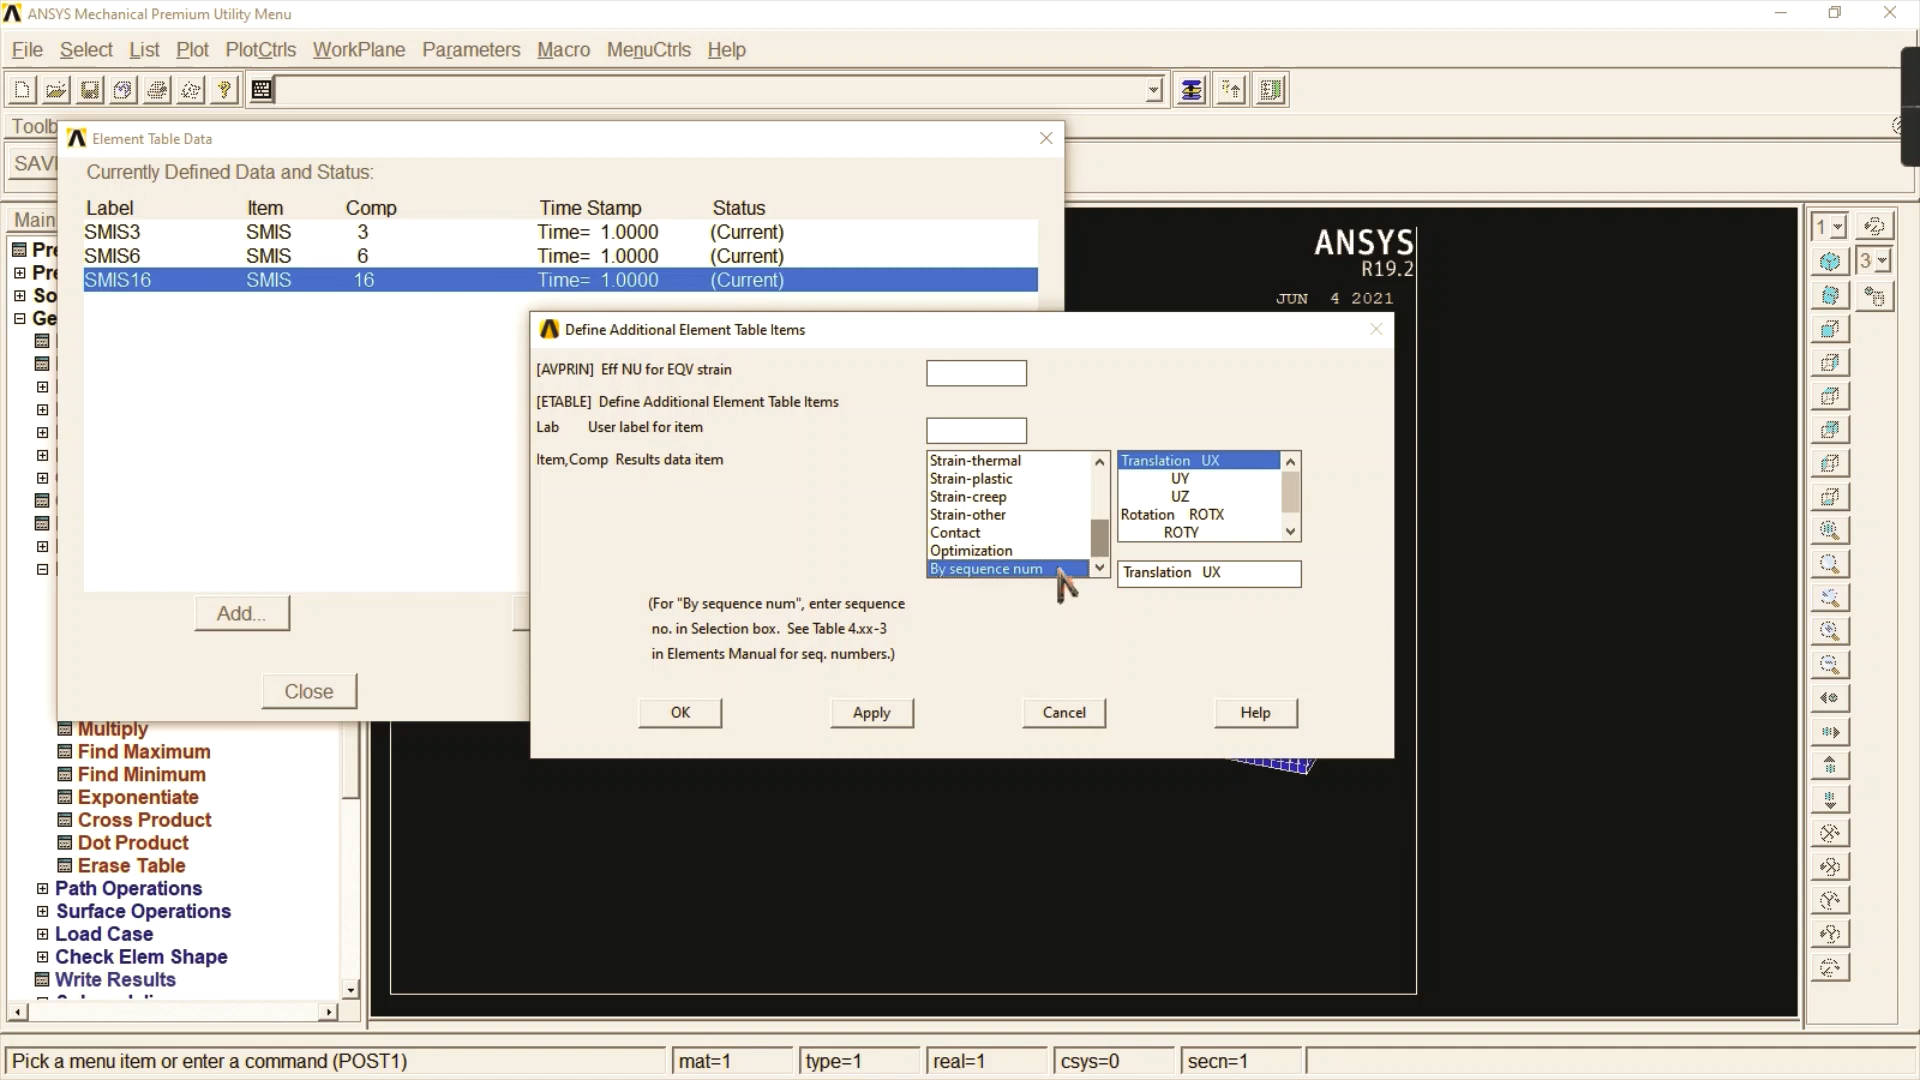 ANSYS Mechanical Premium Utility Menu
File Select List Plot PlotCtrls WorkPlane Parameters Macro MenuCtrls Help
Toolb
Element Table Data
SAV
Currently Defined Data and Status:
Label Item Comp Time Stamp Status
SMIS3 SMIS 3 Time= 1.0000 (Current)
SMIS6 SMIS 6 Time= 1.0000 (Current)
SMIS16 SMIS 16 Time= 1.0000 (Current)
Add...
Close
Main
Pre
Pre
So
Ge
Multiply
Find Maximum
Find Minimum
Exponentiate
Cross Product
Dot Product
Erase Table
Path Operations
Surface Operations
Load Case
Check Elem Shape
Write Results
ANSYS
R19.2
JUN 4 2021
1
3
Define Additional Element Table Items
[AVPRIN] Eff NU for EQV strain
[ETABLE] Define Additional Element Table Items
Lab User label for item
Item,Comp Results data item
Strain-thermal
Strain-plastic
Strain-creep
Strain-other
Contact
Optimization
By sequence num
Translation UX
UY
UZ
Rotation ROTX
ROTY
Translation UX
(For "By sequence num", enter sequence
no. in Selection box. See Table 4.xx-3
in Elements Manual for seq. numbers.)
OK Apply Cancel Help
Pick a menu item or enter a command (POST1) mat=1 type=1 real=1 csys=0 secn=1